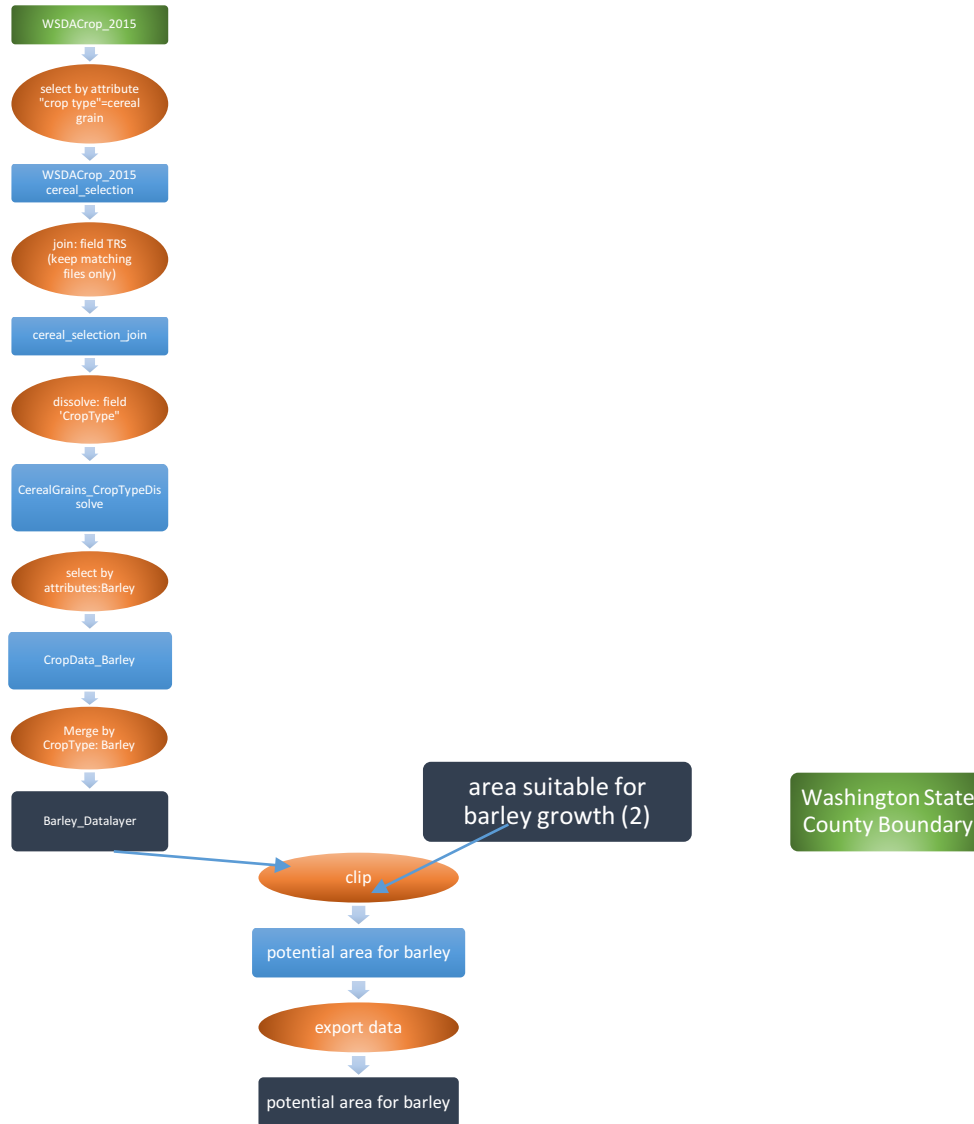 WSDACrop_2015
select by attribute
"crop type"=cereal
grain
WSDACrop_2015
cereal_selection
join: field TRS
(keep matching
files only)
cereal_selection_join
dissolve: field
'CropType"
CerealGrains_CropTypeDis
solve
select by
attributes:Barley
CropData_Barley
Merge by
CropType: Barley
Barley_Datalayer
area suitable for
barley growth (2)
Washington State
County Boundary
clip
potential area for barley
export data
potential area for barley